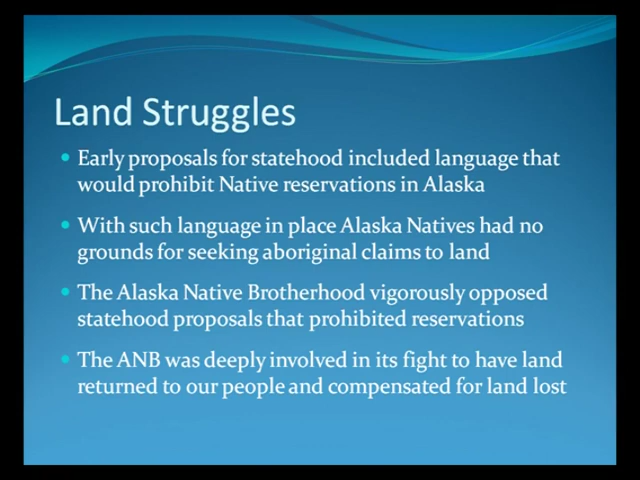 Land Struggles
Early proposals for statehood included language that
would prohibit Native reservations in Alaska
With such language in place Alaska Natives had no
grounds for seeking aboriginal claims to land
The Alaska Native Brotherhood vigorously opposed
statehood proposals that prohibited reservations
The ANB was deeply involved in its fight to have land
returned to our people and compensated for land lost